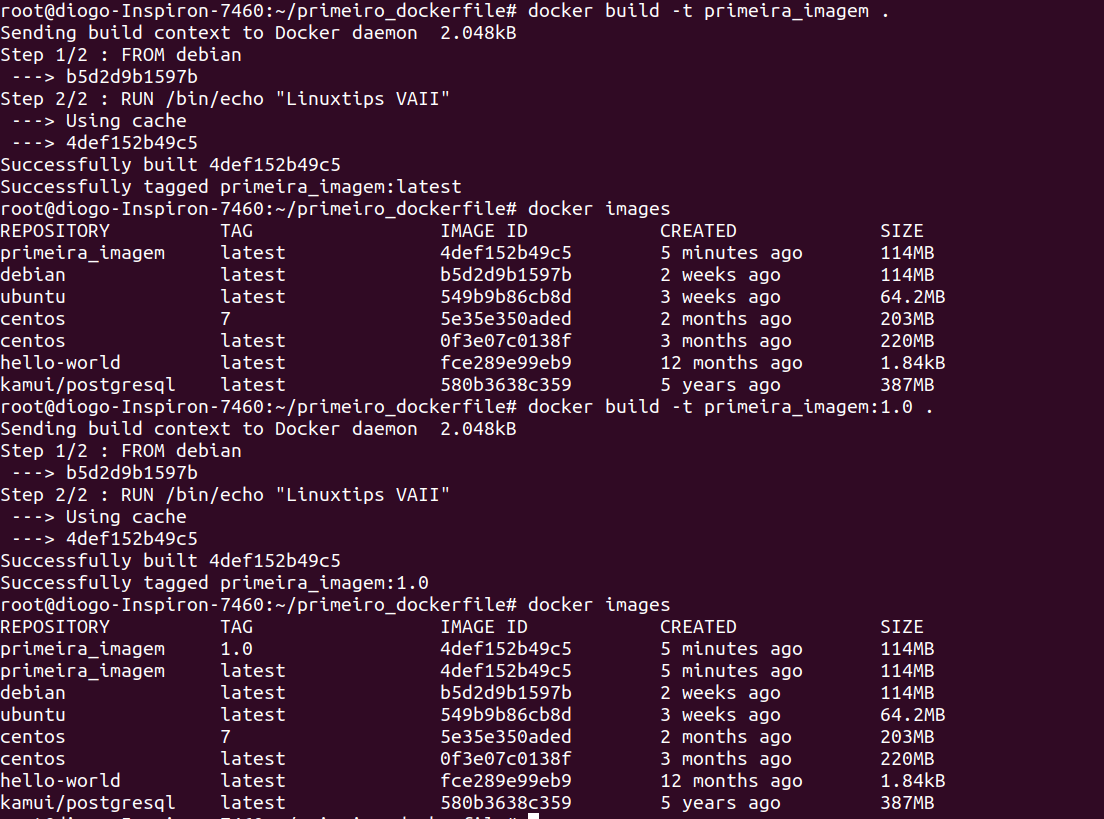 root@diogo-Inspiron-7460:~/primeiro_dockerfile# docker build -t primeira_imagem .
Sending build context to Docker daemon  2.048kB
Step 1/2 : FROM debian
 ---> b5d2d9b1597b
Step 2/2 : RUN /bin/echo "Linuxtips VAII"
 ---> Using cache
 ---> 4def152b49c5
Successfully built 4def152b49c5
Successfully tagged primeira_imagem:latest
root@diogo-Inspiron-7460:~/primeiro_dockerfile# docker images
REPOSITORY          TAG                 IMAGE ID            CREATED             SIZE
primeira_imagem     latest              4def152b49c5        5 minutes ago       114MB
debian              latest              b5d2d9b1597b        2 weeks ago         114MB
ubuntu              latest              549b9b86cb8d        3 weeks ago         64.2MB
centos              7                   5e35e350aded        2 months ago        203MB
centos              latest              0f3e07c0138f        3 months ago        220MB
hello-world         latest              fce289e99eb9        12 months ago       1.84kB
kamui/postgresql    latest              580b3638c359        5 years ago         387MB
root@diogo-Inspiron-7460:~/primeiro_dockerfile# docker build -t primeira_imagem:1.0 .
Sending build context to Docker daemon  2.048kB
Step 1/2 : FROM debian
 ---> b5d2d9b1597b
Step 2/2 : RUN /bin/echo "Linuxtips VAII"
 ---> Using cache
 ---> 4def152b49c5
Successfully built 4def152b49c5
Successfully tagged primeira_imagem:1.0
root@diogo-Inspiron-7460:~/primeiro_dockerfile# docker images
REPOSITORY          TAG                 IMAGE ID            CREATED             SIZE
primeira_imagem     1.0                 4def152b49c5        5 minutes ago       114MB
primeira_imagem     latest              4def152b49c5        5 minutes ago       114MB
debian              latest              b5d2d9b1597b        2 weeks ago         114MB
ubuntu              latest              549b9b86cb8d        3 weeks ago         64.2MB
centos              7                   5e35e350aded        2 months ago        203MB
centos              latest              0f3e07c0138f        3 months ago        220MB
hello-world         latest              fce289e99eb9        12 months ago       1.84kB
kamui/postgresql    latest              580b3638c359        5 years ago         387MB